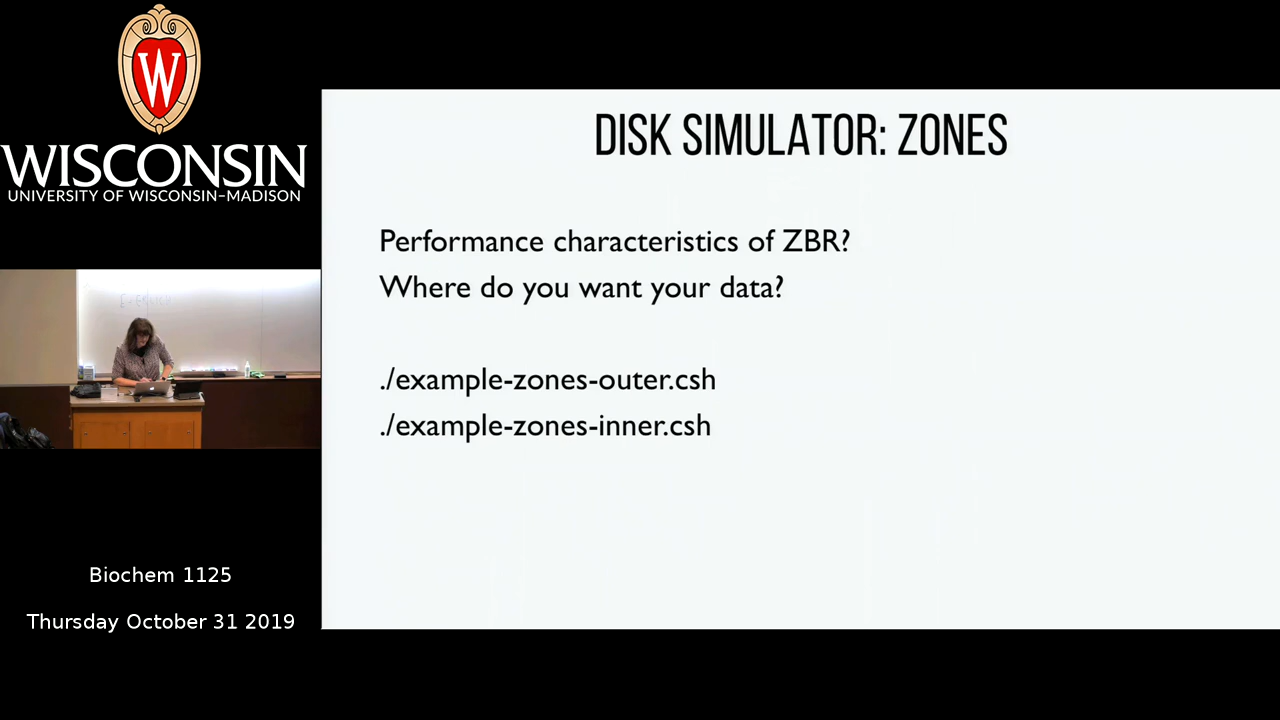 W
WISCONSIN
UNIVERSITY OF WISCONSIN–MADISON
DISK SIMULATOR: ZONES
Performance characteristics of ZBR?
Where do you want your data?
./example-zones-outer.csh
./example-zones-inner.csh
Biochem 1125
Thursday October 31 2019